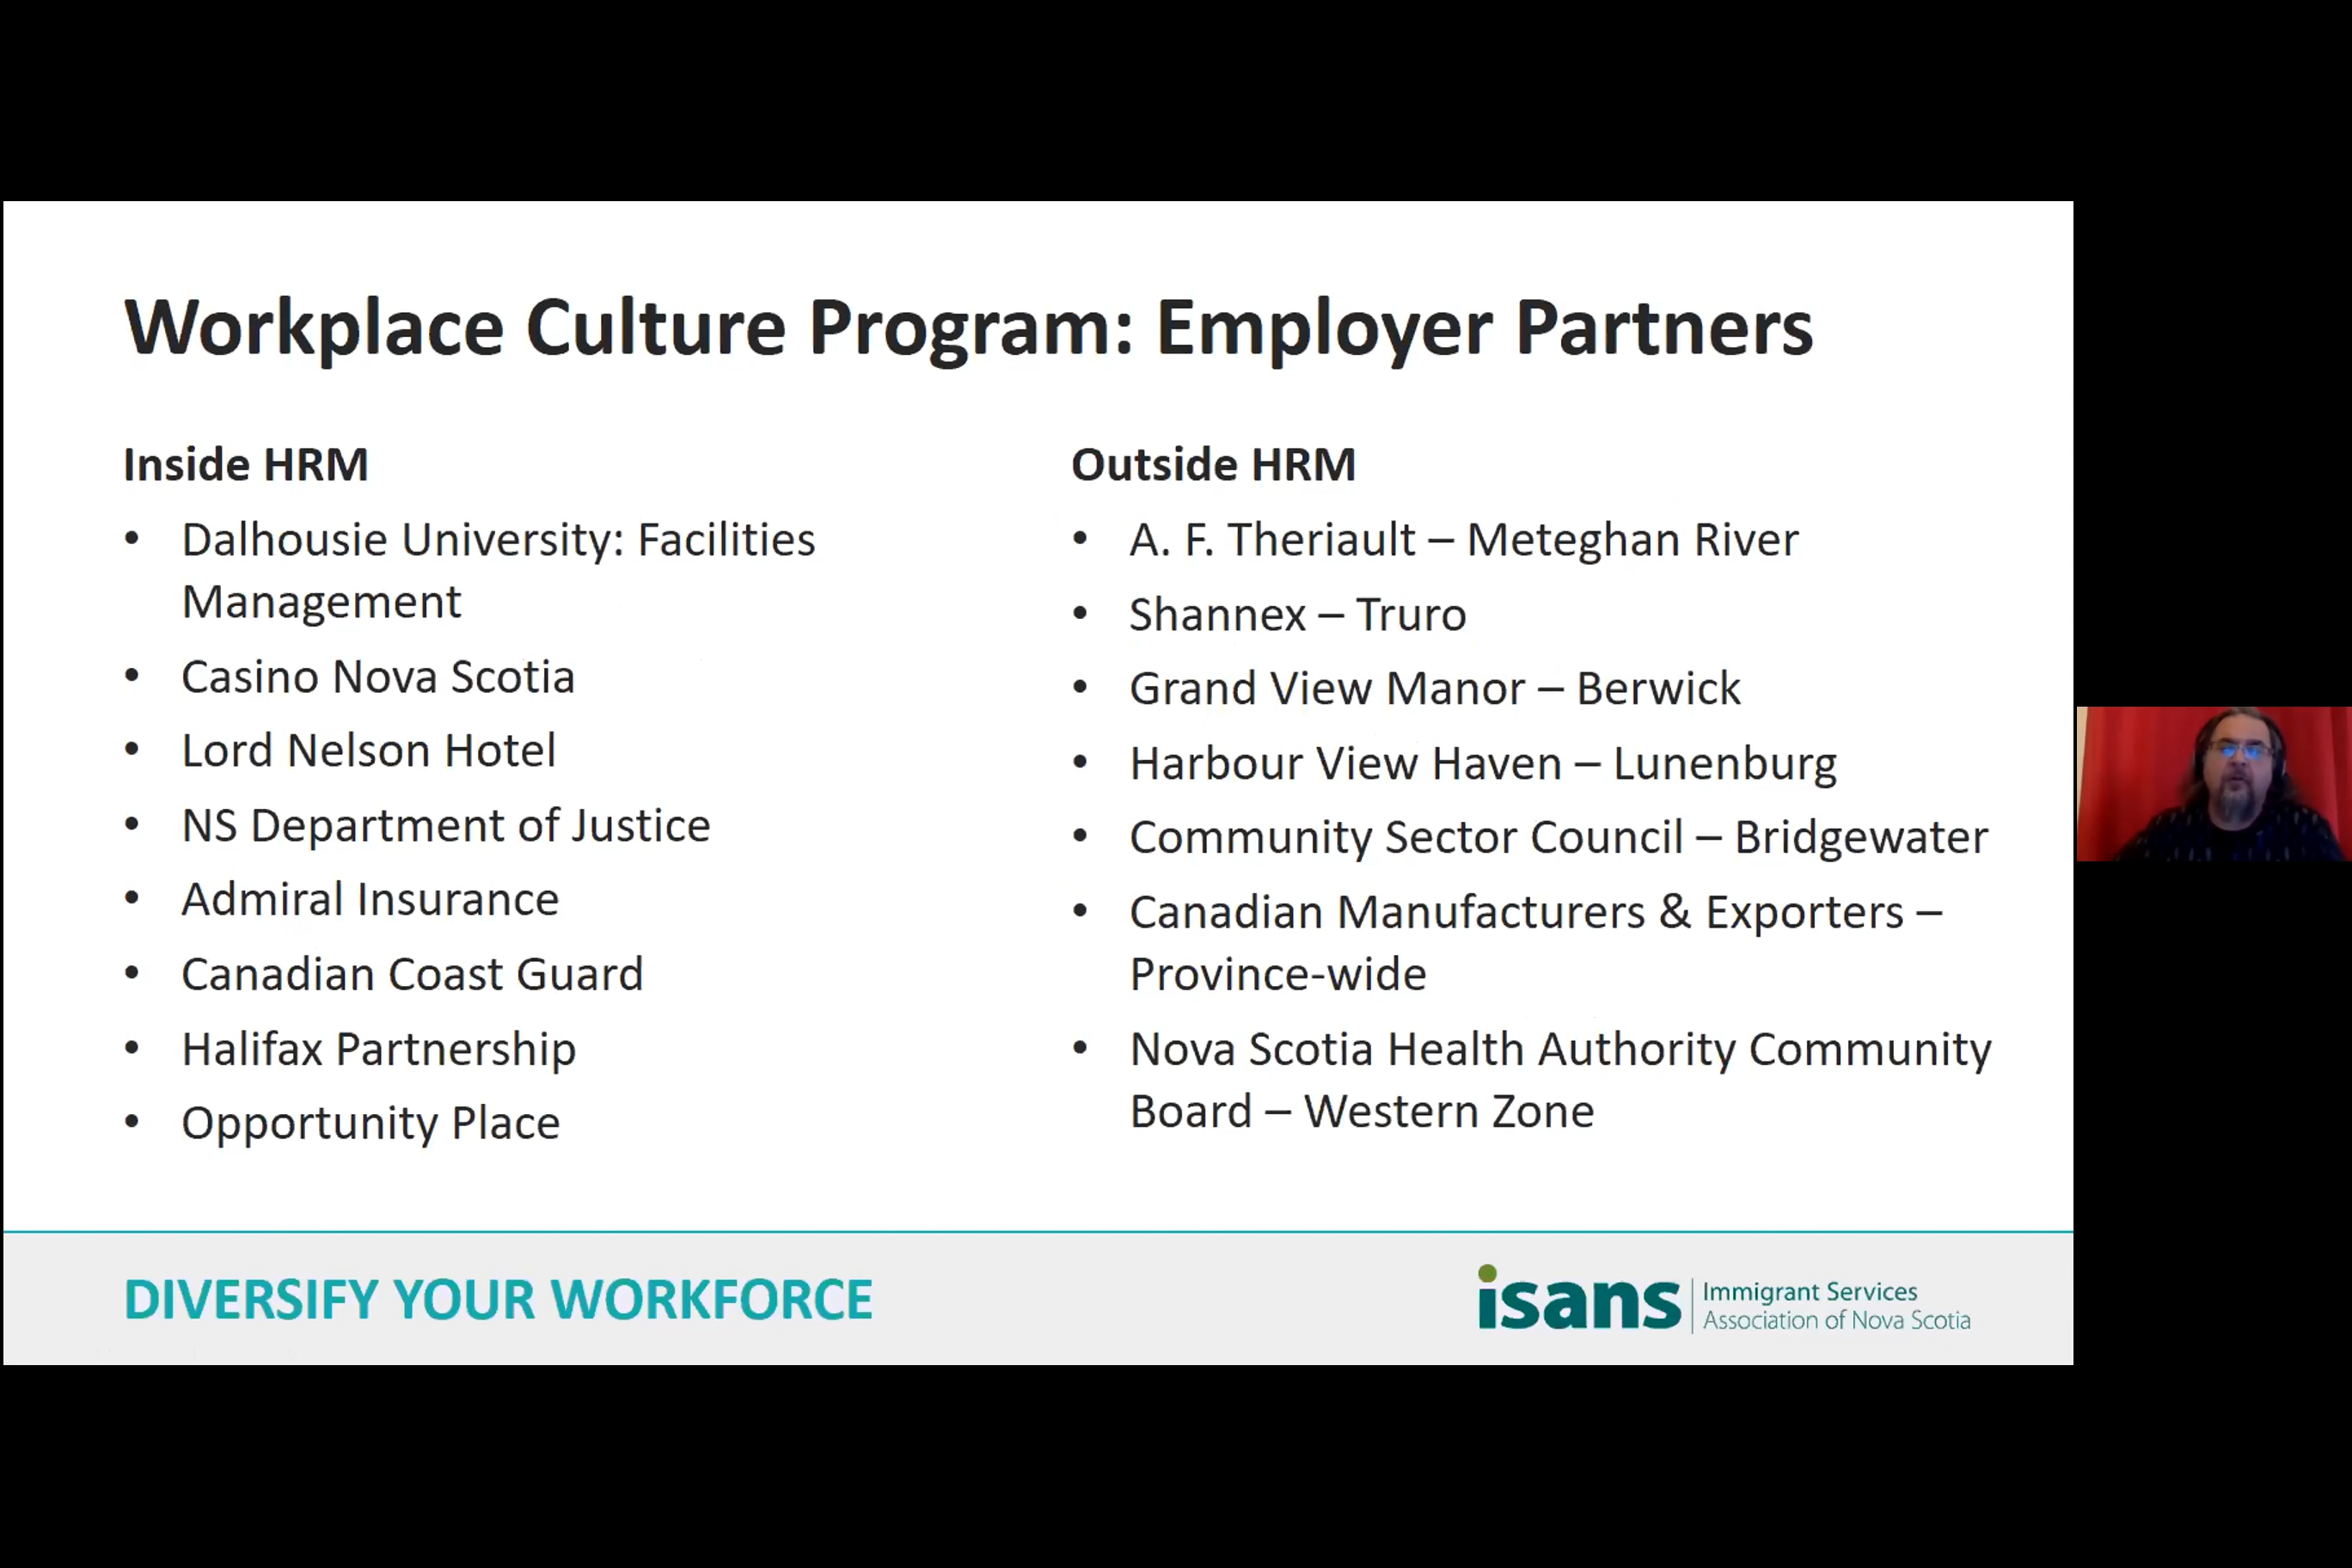 Workplace Culture Program: Employer Partners
Inside HRM
• Dalhousie University: Facilities
Management
• Casino Nova Scotia
• Lord Nelson Hotel
• NS Department of Justice
• Admiral Insurance
• Canadian Coast Guard
• Halifax Partnership
• Opportunity Place
Outside HRM
• A. F. Theriault – Meteghan River
• Shannex – Truro
• Grand View Manor – Berwick
• Harbour View Haven – Lunenburg
• Community Sector Council – Bridgewater
• Canadian Manufacturers & Exporters –
Province-wide
• Nova Scotia Health Authority Community
Board – Western Zone
DIVERSIFY YOUR WORKFORCE
isans
Immigrant Services
Association of Nova Scotia